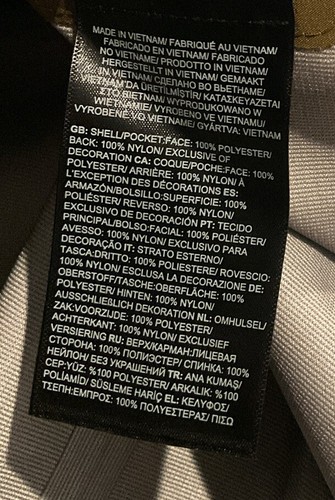 MADE IN VIETNAM/ FABRIQUÉ AU VIETNAM/
FABRICADO EN VIETNAM/ FABRICADO
NO VIETNAME/ PRODOTTO IN VIETNAM/
HERGESTELLT IN VIETNAM/ GEMAAKT
IN VIETNAM/ СДЕЛАНО ВО ВЬЕТНАМЕ/
VIETNAM'DA ÜRETİLMİSTİR/ ΚΑΤΑΣΚΕΥΑΖΕΤΑΙ
ΣΤΟ ΒΙΕΤΝΑΜ/ WYPRODUKOWANO W
WIETNAMIE/ VYROBENO VE VIETNAMU/
VYROBENÉ VO VIETNAME/ GYÁRTVA: VIETNAM
GB: SHELL/POCKET:FACE: 100% POLYESTER/
BACK: 100% NYLON/ EXCLUSIVE OF
DECORATION CA: COQUE/POCHE:FACE: 100%
POLYESTER/ ARRIÈRE: 100% NYLON/ À
L'EXCEPTION DES DÉCORATIONS ES:
ARMAZÓN/BOLSILLO:SUPERFICIE: 100%
POLIÉSTER/ REVERSO: 100% NYLON/
EXCLUSIVO DE DECORACIÓN PT: TECIDO
PRINCIPAL/BOLSO:FACIAL: 100% POLIÉSTER/
AVESSO: 100% NYLON/ EXCLUSIVO PARA
DECORAÇÃO IT: STRATO ESTERNO/
TASCA:DRITTO: 100% POLIESTERE/ ROVESCIO:
100% NYLON/ ESCLUSA LA DECORAZIONE DE:
OBERSTOFF/TASCHE:OBERFLÄCHE: 100%
POLYESTER/ HINTEN: 100% NYLON/
AUSSCHLIEßLICH DEKORATION NL: OMHULSEL/
ZAK:VOORZIJDE: 100% POLYESTER/
ACHTERKANT: 100% NYLON/ EXCLUSIEF
VERSIERING RU: ВЕРХ/КАРМАН:ЛИЦЕВАЯ
СТОРОНА: 100% ПОЛИЭСТЕР/ СПИНКА: 100%
НЕЙЛОН/ БЕЗ УКРАШЕНИЙ TR: ANA KUMAŞ/
CEP:YÜZ: %100 POLYESTER/ ARKALIK: %100
POLİAMİD/ SÜSLEME HARİÇ EL: ΚΕΛΥΦΟΣ/
ΤΣΕΠΗ:ΕΜΠΡΟΣ: 100% ΠΟΛΥΕΣΤΕΡΑΣ/ ΠΙΣΩ